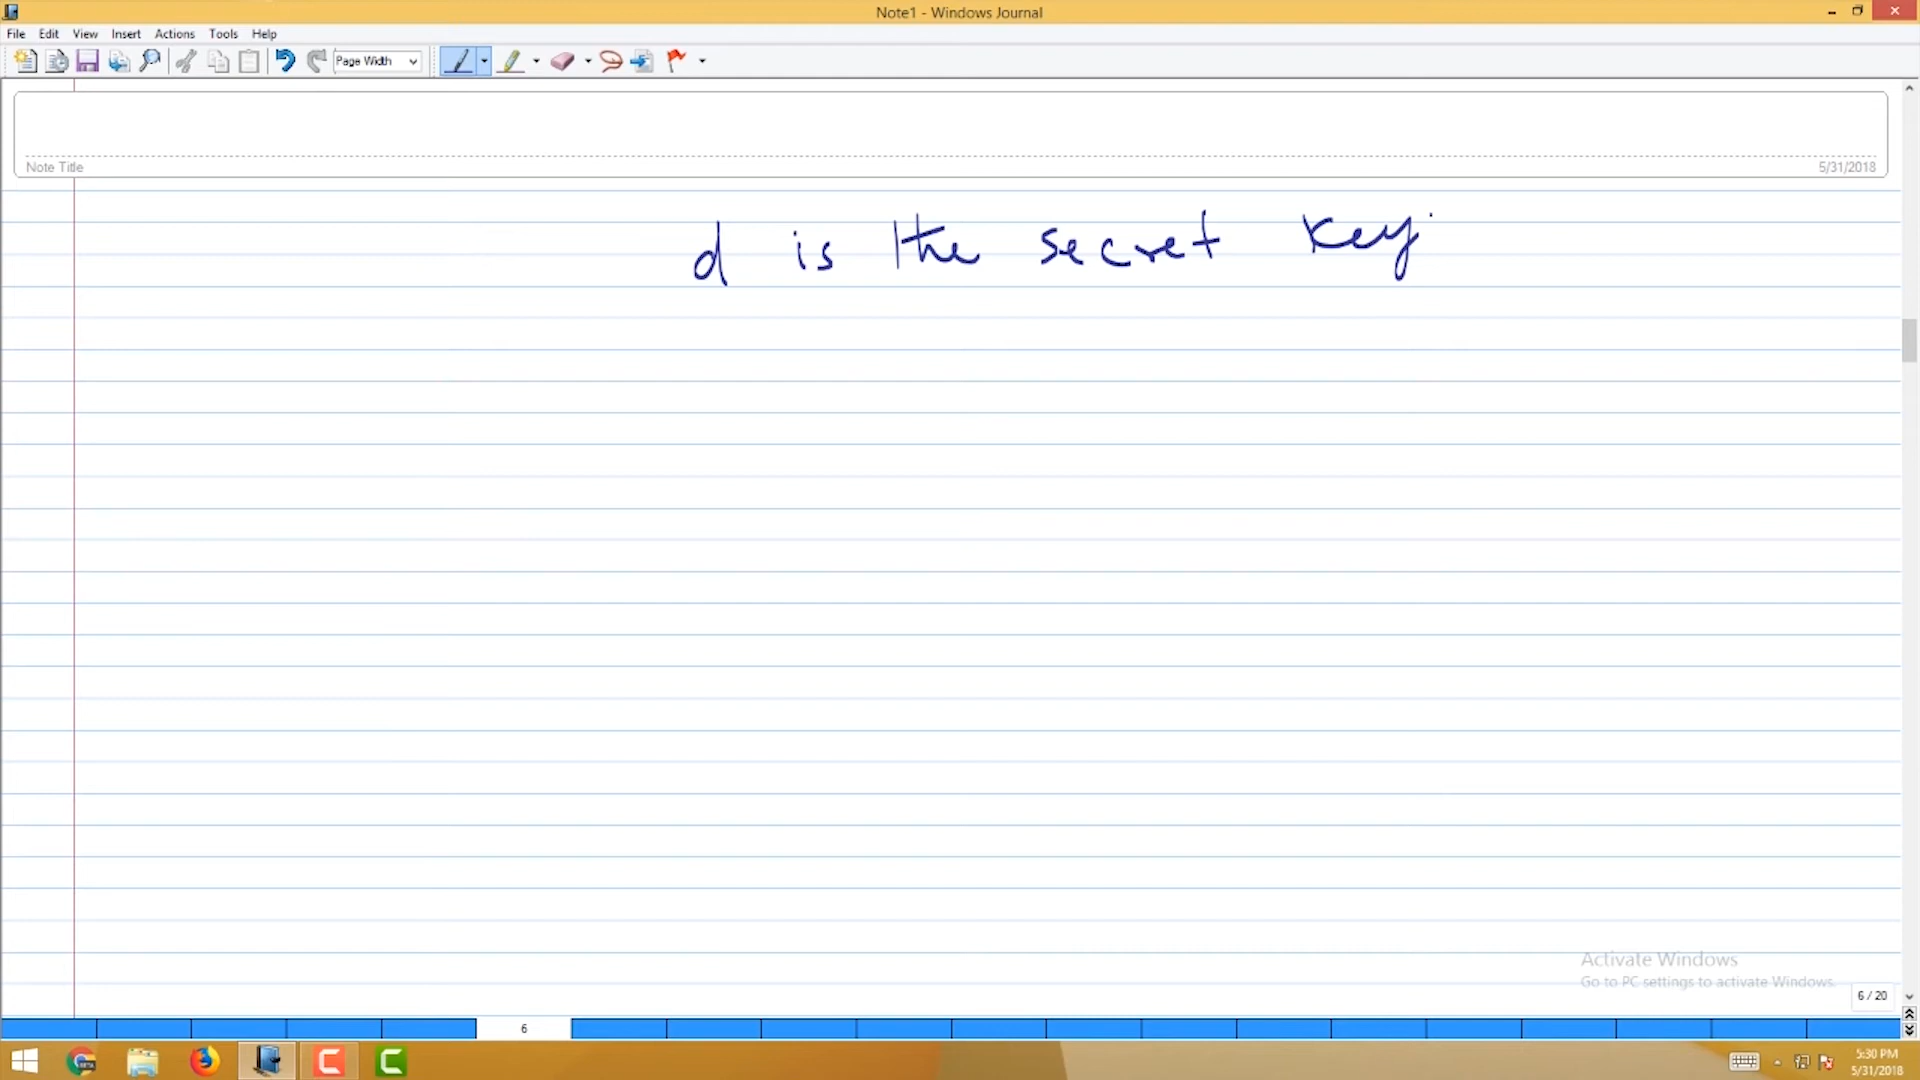 Note1 - Windows Journal
File Edit View Insert Actions Tools Help
Page Width
Note Title 5/31/2018
d is the secret key
Activate Windows
Go to PC settings to activate Windows.
6 / 20
6
5:30 PM
5/31/2018